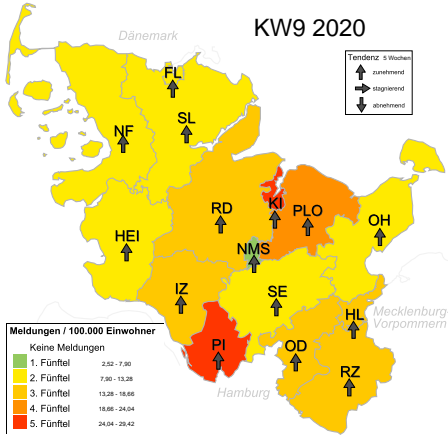 KW9 2020
Dänemark
Tendenz 5 Wochen
zunehmend
stagnierend
abnehmend
FL
NF
SL
RD
KI
PLO
OH
HEI
NMS
IZ
SE
HL
Mecklenburg-
Vorpommern
PI
OD
RZ
Hamburg
Meldungen / 100.000 Einwohner
Keine Meldungen
1. Fünftel 2,52 - 7,90
2. Fünftel 7,90 - 13,28
3. Fünftel 13,28 - 18,66
4. Fünftel 18,66 - 24,04
5. Fünftel 24,04 - 29,42